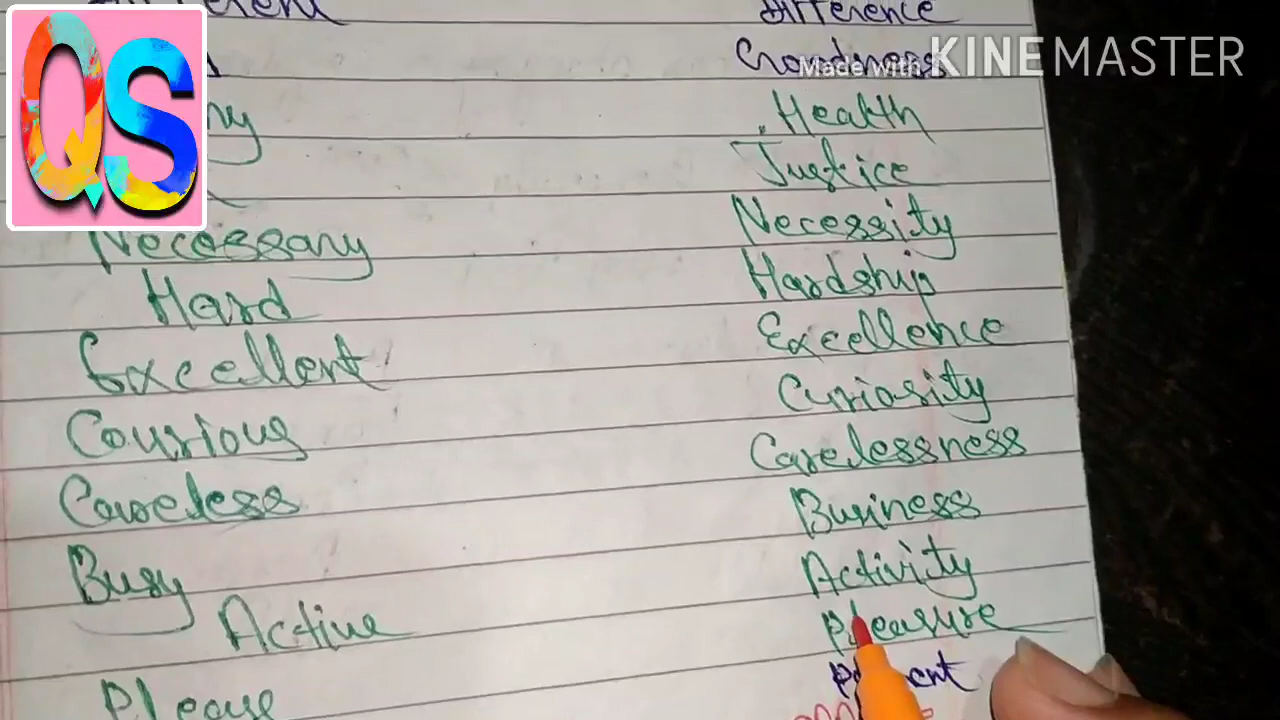 Difference
Goodness
Made with KINEMASTER
QS
Health
Justice
Necessary Necessity
Hard Hardship
Excellent Excellence
Courious Curiosity
Careless Carelessness
Busy Business
Active Activity
Please Pleasure